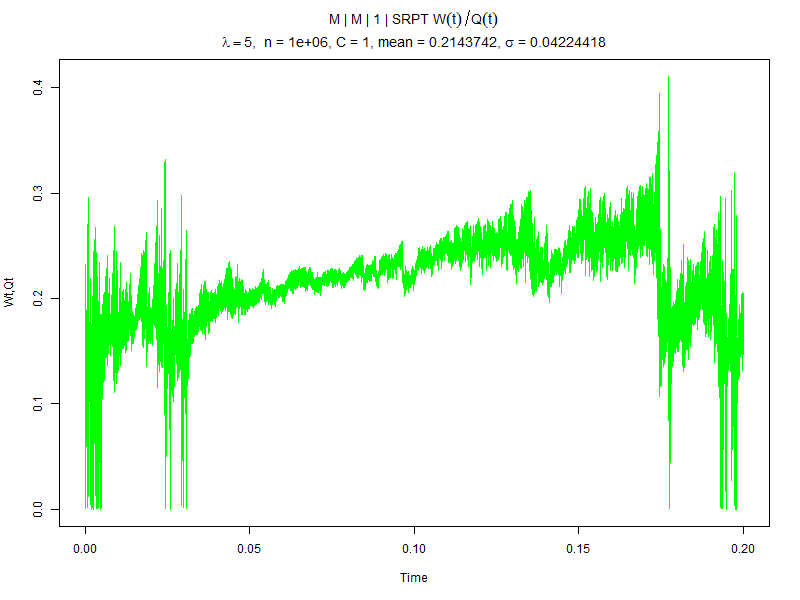 M | M | 1 | SRPT W(t) /Q(t)
λ = 5, n = 1e+06, C = 1, mean = 0.2143742, σ = 0.04224418
Wt,Qt
0.4
0.3
0.2
0.1
0.0
0.00 0.05 0.10 0.15 0.20
Time